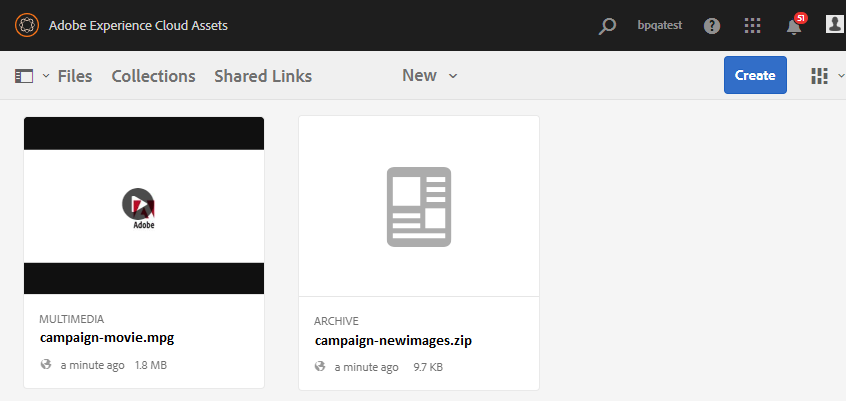 Adobe Experience Cloud Assets
bpqatest
?
51
Files
Collections
Shared Links
New
Create
Adobe
MULTIMEDIA
campaign-movie.mpg
a minute ago 1.8 MB
ARCHIVE
campaign-newimages.zip
a minute ago 9.7 KB